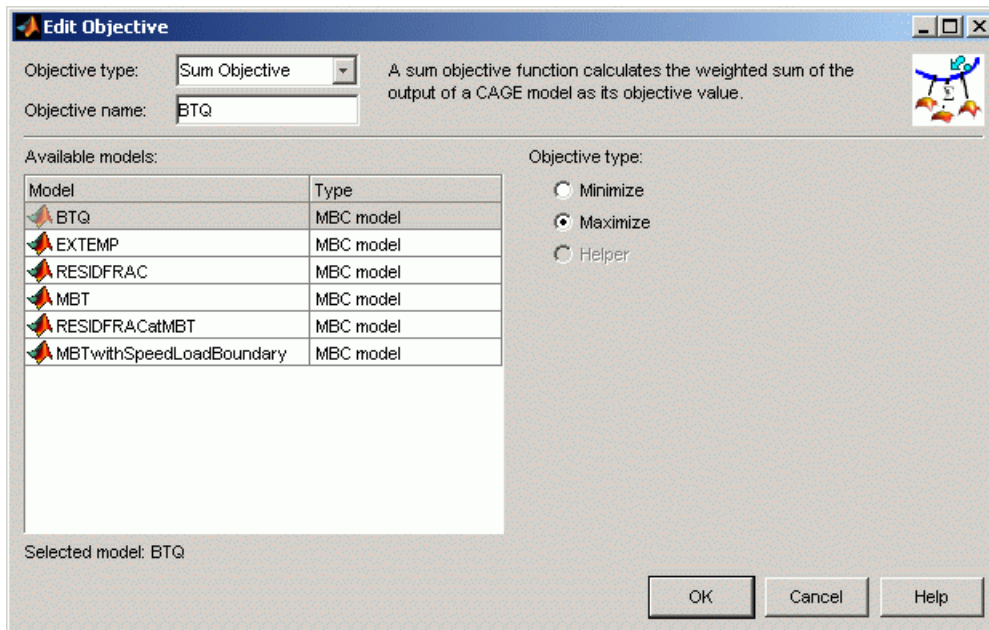 Edit Objective
Objective type: Sum Objective
A sum objective function calculates the weighted sum of the
output of a CAGE model as its objective value.
Objective name: BTQ
Σ
Available models:
Objective type:
Model Type
BTQ MBC model
EXTEMP MBC model
RESIDFRAC MBC model
MBT MBC model
RESIDFRACatMBT MBC model
MBTwithSpeedLoadBoundary MBC model
Minimize
Maximize
Helper
Selected model: BTQ
OK Cancel Help